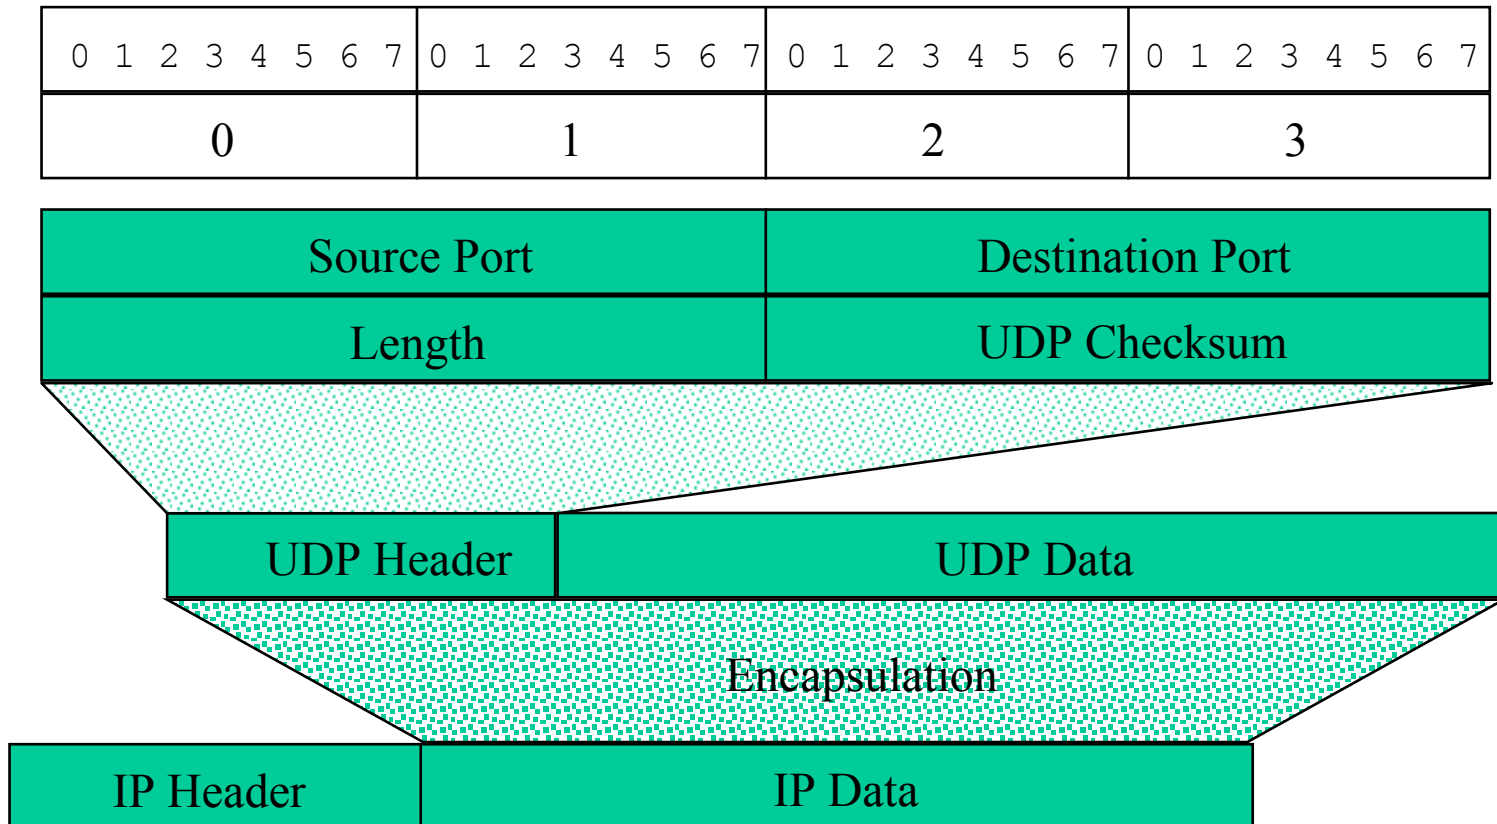 0 1 2 3 4 5 6 7 0 1 2 3 4 5 6 7 0 1 2 3 4 5 6 7 0 1 2 3 4 5 6 7
0 1 2 3
Source Port Destination Port
Length UDP Checksum
UDP Header UDP Data
Encapsulation
IP Header IP Data